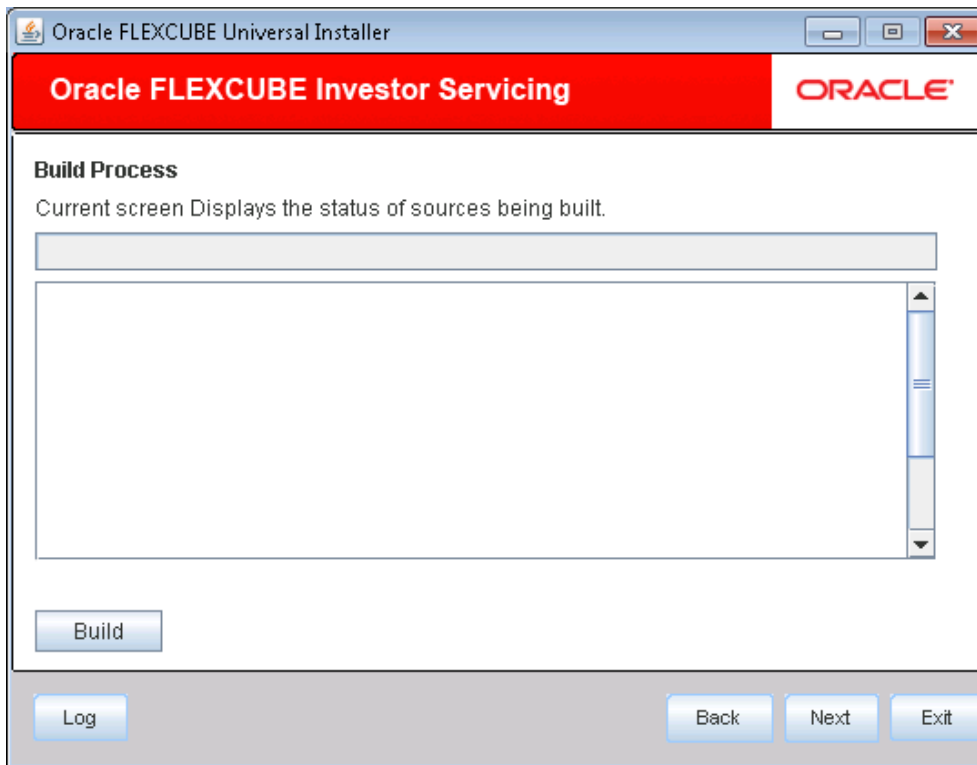 Oracle FLEXCUBE Universal Installer
Oracle FLEXCUBE Investor Servicing
ORACLE
Build Process
Current screen Displays the status of sources being built.
Build
Log
Back
Next
Exit